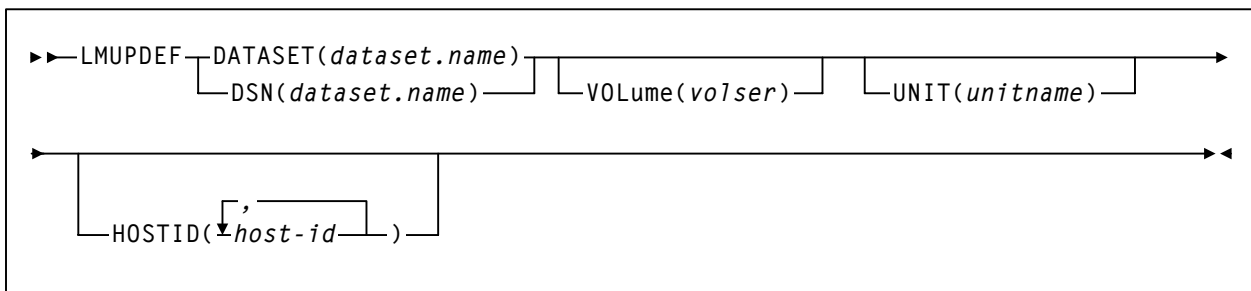 LMUPDEF DATASET(dataset.name)
DSN(dataset.name) VOLume(volser) UNIT(unitname)
,
HOSTID( host-id )